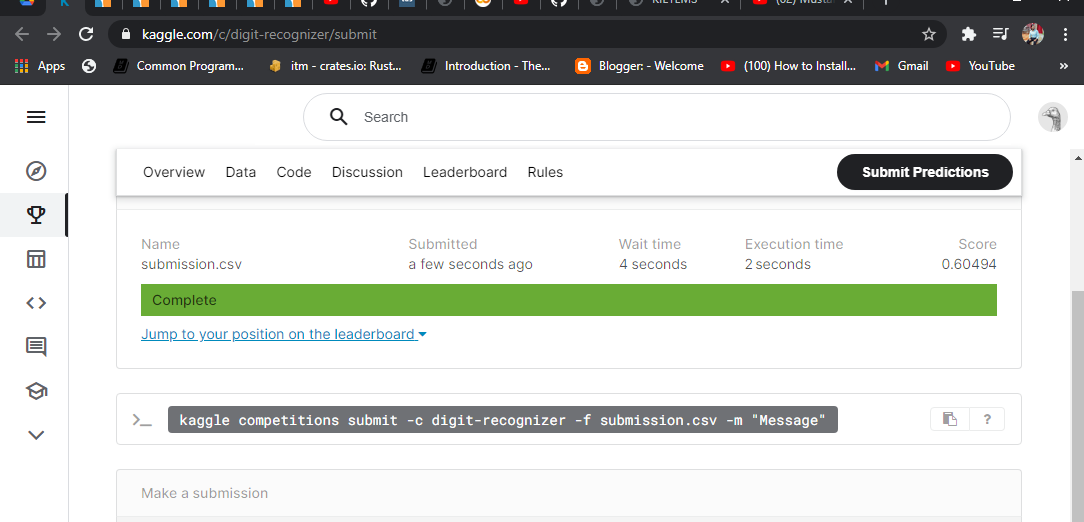 kaggle.com/c/digit-recognizer/submit
Apps
Common Program...
itm - crates.io: Rust...
Introduction - The...
Blogger: - Welcome
(100) How to Install...
Gmail
YouTube
»
Search
Overview Data Code Discussion Leaderboard Rules Submit Predictions
Name Submitted Wait time Execution time Score
submission.csv a few seconds ago 4 seconds 2 seconds 0.60494
Complete
Jump to your position on the leaderboard
>_ kaggle competitions submit -c digit-recognizer -f submission.csv -m "Message" ?
Make a submission